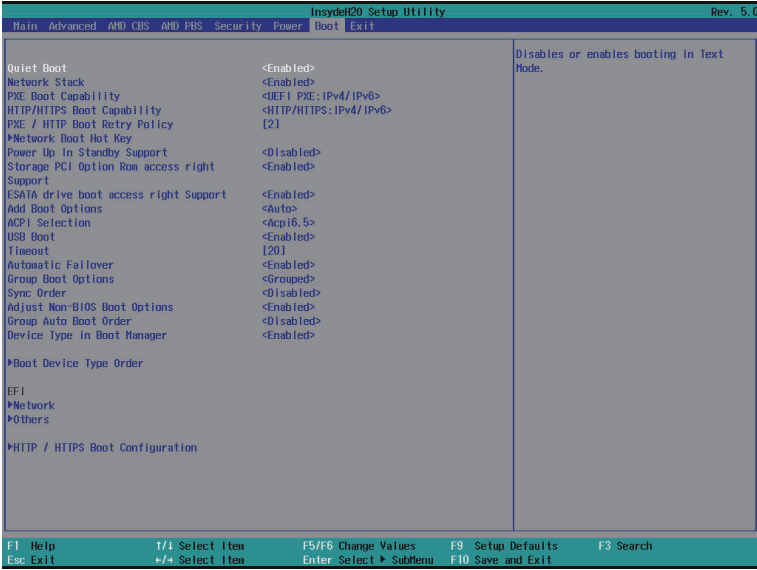 InsydeH20 Setup Utility Rev. 5.0
Main Advanced AMD CBS AMD PBS Security Power Boot Exit
Disables or enables booting in Text
Quiet Boot <Enabled> Mode.
Network Stack <Enabled>
PXE Boot Capability <UEFI PXE:IPv4/IPv6>
HTTP/HTTPS Boot Capability <HTTP/HTTPS:IPv4/IPv6>
PXE / HTTP Boot Retry Policy [2]
▶Network Boot Hot Key
Power Up In Standby Support <Disabled>
Storage PCI Option Rom access right <Enabled>
Support
ESATA drive boot access right Support <Enabled>
Add Boot Options <Auto>
ACPI Selection <Acpi6.5>
USB Boot <Enabled>
Timeout [20]
Automatic Failover <Enabled>
Group Boot Options <Grouped>
Sync Order <Disabled>
Adjust Non-BIOS Boot Options <Enabled>
Group Auto Boot Order <Disabled>
Device Type in Boot Manager <Enabled>
▶Boot Device Type Order
EFI
▶Network
▶Others
▶HTTP / HTTPS Boot Configuration
F1 Help ↑/↓ Select Item F5/F6 Change Values F9 Setup Defaults F3 Search
Esc Exit ←/→ Select Item Enter Select ▶ SubMenu F10 Save and Exit